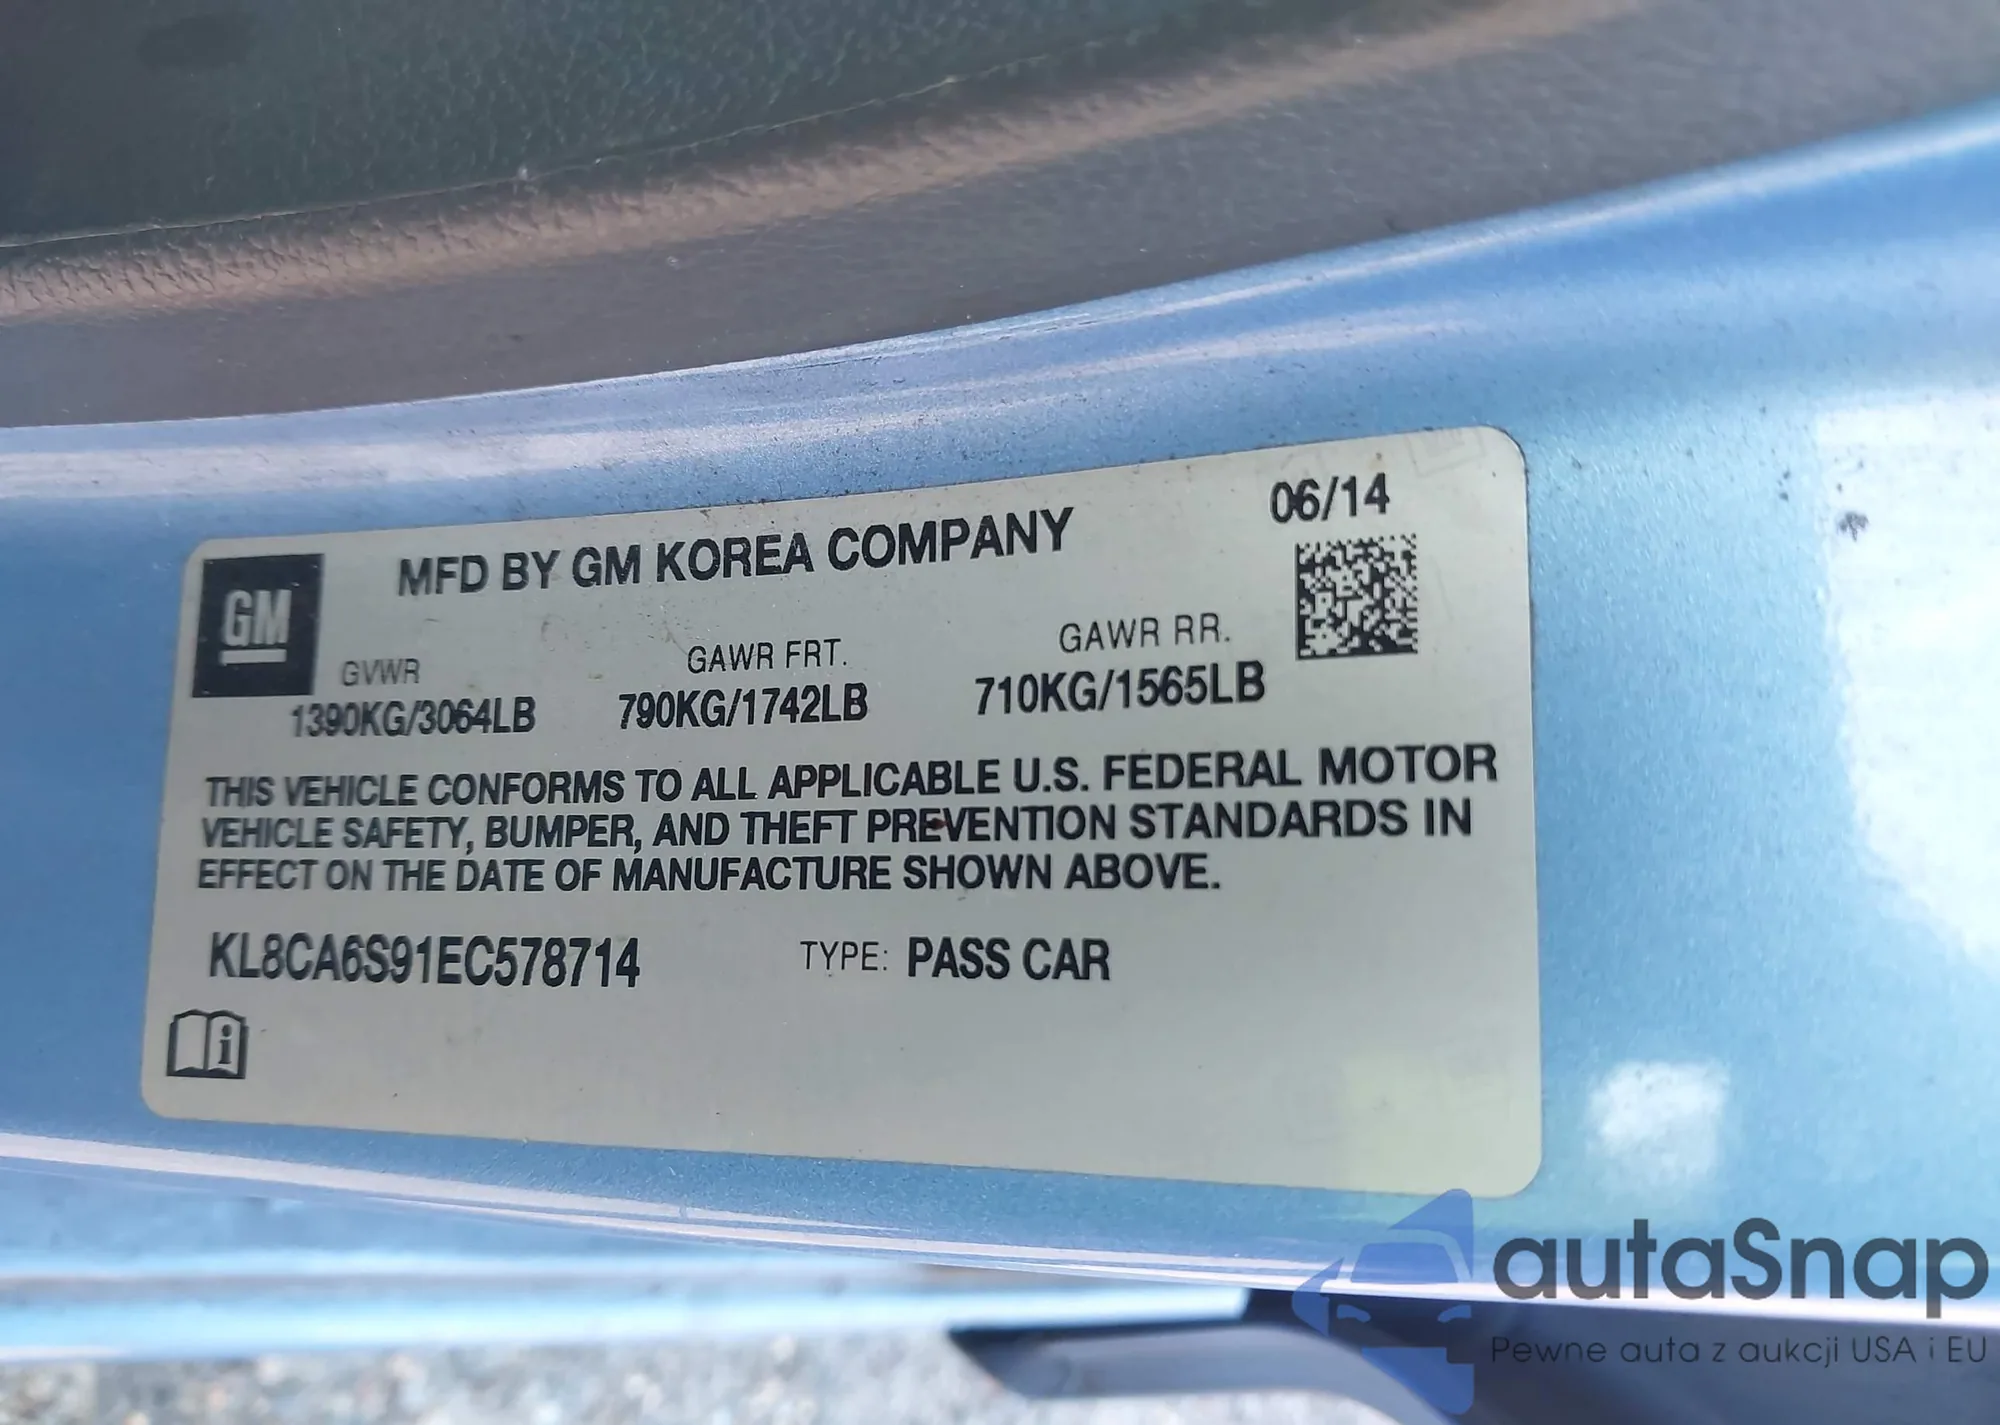 06/14
MFD BY GM KOREA COMPANY
GM
GVWR GAWR FRT. GAWR RR.
1390KG/3064LB 790KG/1742LB 710KG/1565LB
THIS VEHICLE CONFORMS TO ALL APPLICABLE U.S. FEDERAL MOTOR
VEHICLE SAFETY, BUMPER, AND THEFT PREVENTION STANDARDS IN
EFFECT ON THE DATE OF MANUFACTURE SHOWN ABOVE.
KL8CA6S91EC578714 TYPE: PASS CAR
i
autaSnap
Pewne auta z aukcji USA i EU